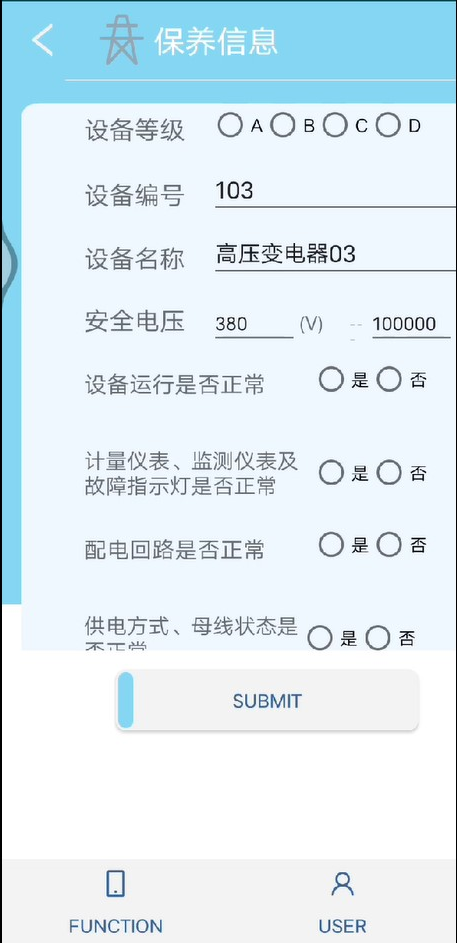 保养信息
设备等级 A B C D
设备编号 103
设备名称 高压变电器03
安全电压 380 (V) -- 100000
设备运行是否正常 是 否
计量仪表、监测仪表及
故障指示灯是否正常 是 否
配电回路是否正常 是 否
供电方式、母线状态是
否正常 是 否
SUBMIT
FUNCTION USER